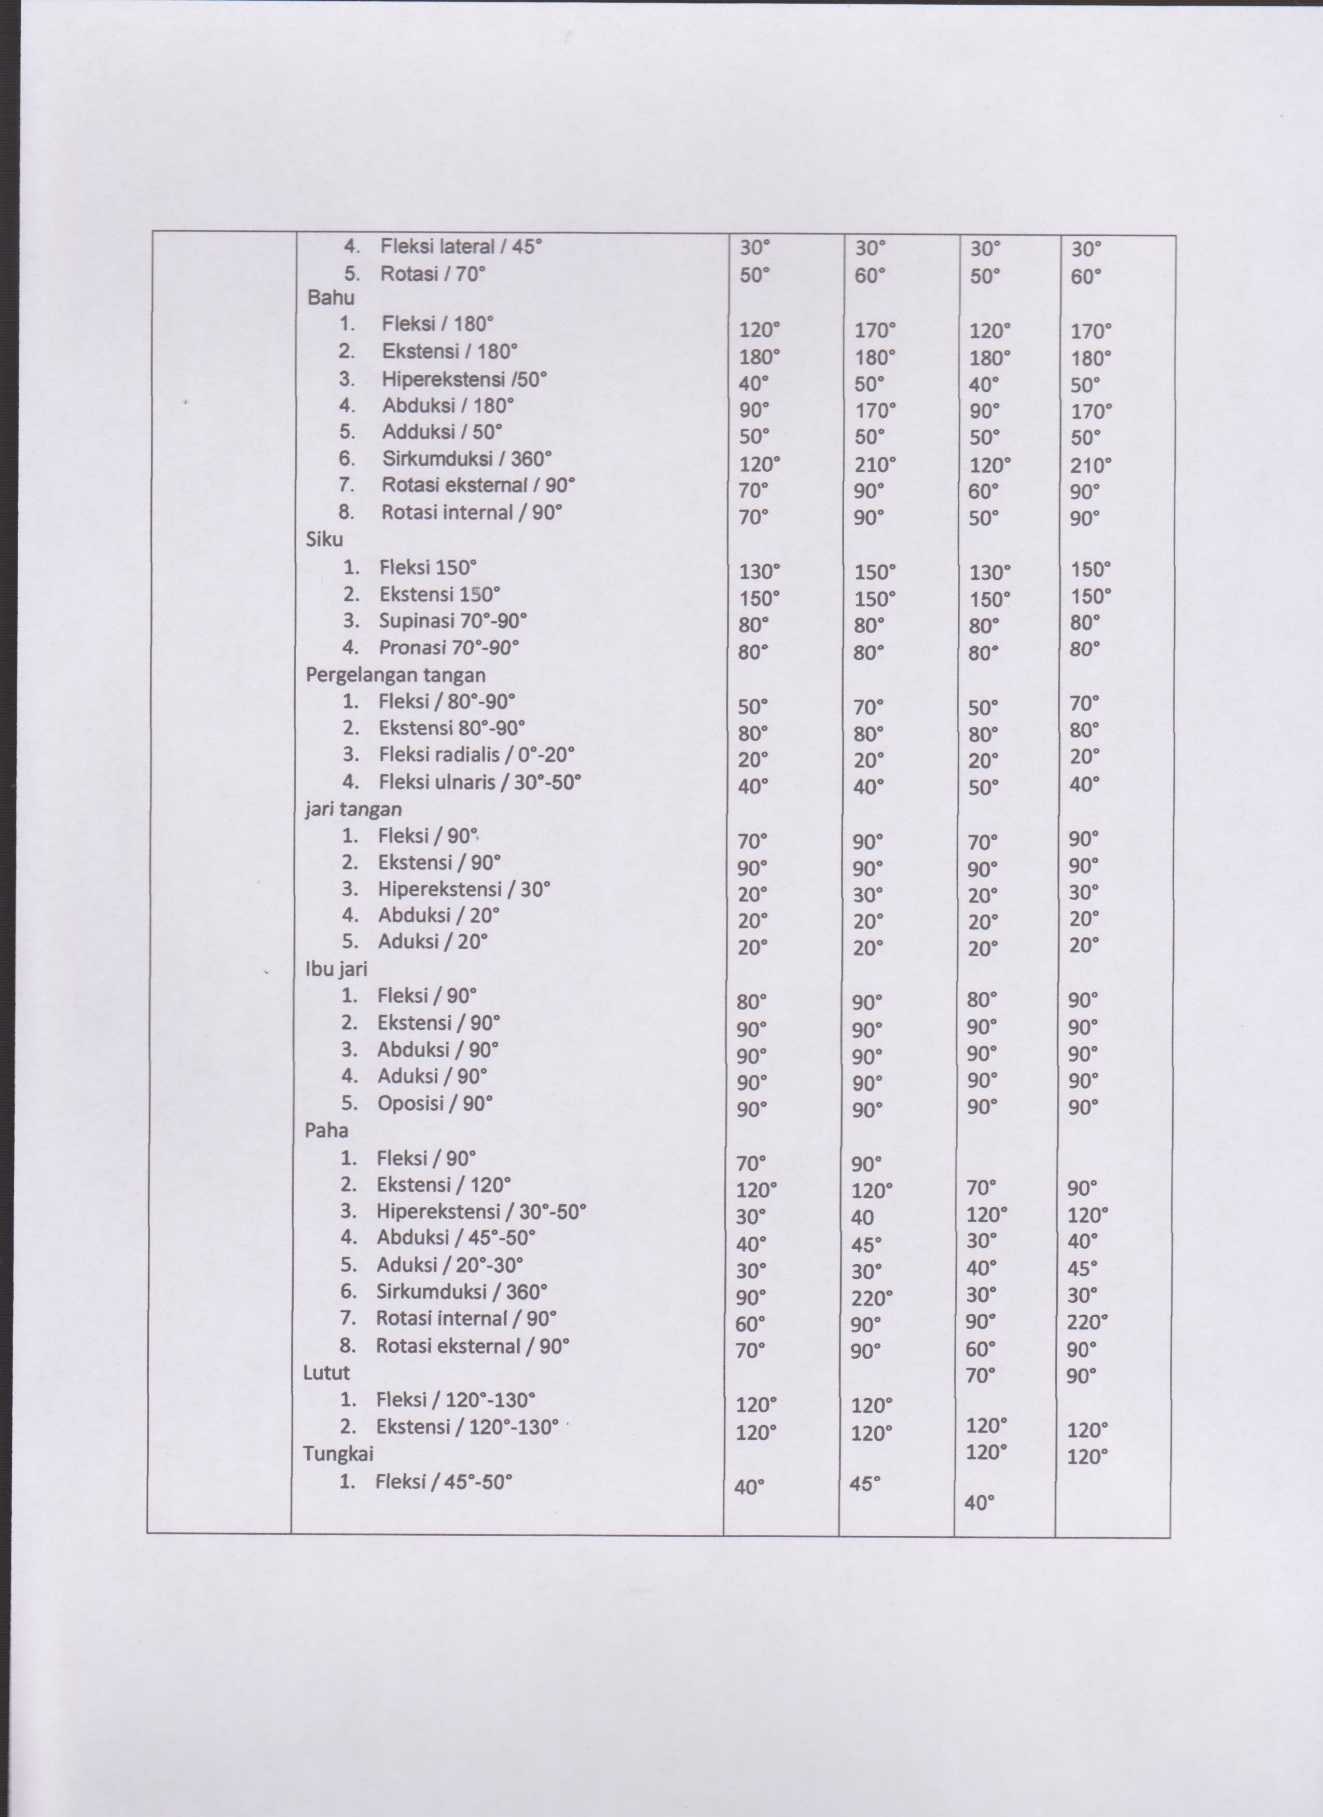 4. Fleksi lateral / 45° 30° 30° 30° 30°
5. Rotasi / 70° 50° 60° 50° 60°
Bahu
1. Fleksi / 180° 120° 170° 120° 170°
2. Ekstensi / 180° 180° 180° 180° 180°
3. Hiperekstensi /50° 40° 50° 40° 50°
4. Abduksi / 180° 90° 170° 90° 170°
5. Adduksi / 50° 50° 50° 50° 50°
6. Sirkumduksi / 360° 120° 210° 120° 210°
7. Rotasi eksternal / 90° 70° 90° 60° 90°
8. Rotasi internal / 90° 70° 90° 50° 90°
Siku
1. Fleksi 150° 130° 150° 130° 150°
2. Ekstensi 150° 150° 150° 150° 150°
3. Supinasi 70°-90° 80° 80° 80° 80°
4. Pronasi 70°-90° 80° 80° 80° 80°
Pergelangan tangan
1. Fleksi / 80°-90° 50° 70° 50° 70°
2. Ekstensi 80°-90° 80° 80° 80° 80°
3. Fleksi radialis / 0°-20° 20° 20° 20° 20°
4. Fleksi ulnaris / 30°-50° 40° 40° 50° 40°
jari tangan
1. Fleksi / 90° 70° 90° 70° 90°
2. Ekstensi / 90° 90° 90° 90° 90°
3. Hiperekstensi / 30° 20° 30° 20° 30°
4. Abduksi / 20° 20° 20° 20° 20°
5. Aduksi / 20° 20° 20° 20° 20°
Ibu jari
1. Fleksi / 90° 80° 90° 80° 90°
2. Ekstensi / 90° 90° 90° 90° 90°
3. Abduksi / 90° 90° 90° 90° 90°
4. Aduksi / 90° 90° 90° 90° 90°
5. Oposisi / 90° 90° 90° 90° 90°
Paha
1. Fleksi / 90° 70° 90°
2. Ekstensi / 120° 120° 120° 70° 90°
3. Hiperekstensi / 30°-50° 30° 40 120° 120°
4. Abduksi / 45°-50° 40° 45° 30° 40°
5. Aduksi / 20°-30° 30° 30° 40° 45°
6. Sirkumduksi / 360° 90° 220° 30° 30°
7. Rotasi internal / 90° 60° 90° 90° 220°
8. Rotasi eksternal / 90° 70° 90° 60° 90°
Lutut 70° 90°
1. Fleksi / 120°-130° 120° 120°
2. Ekstensi / 120°-130° 120° 120° 120° 120°
Tungkai 120° 120°
1. Fleksi / 45°-50° 40° 45°
40°